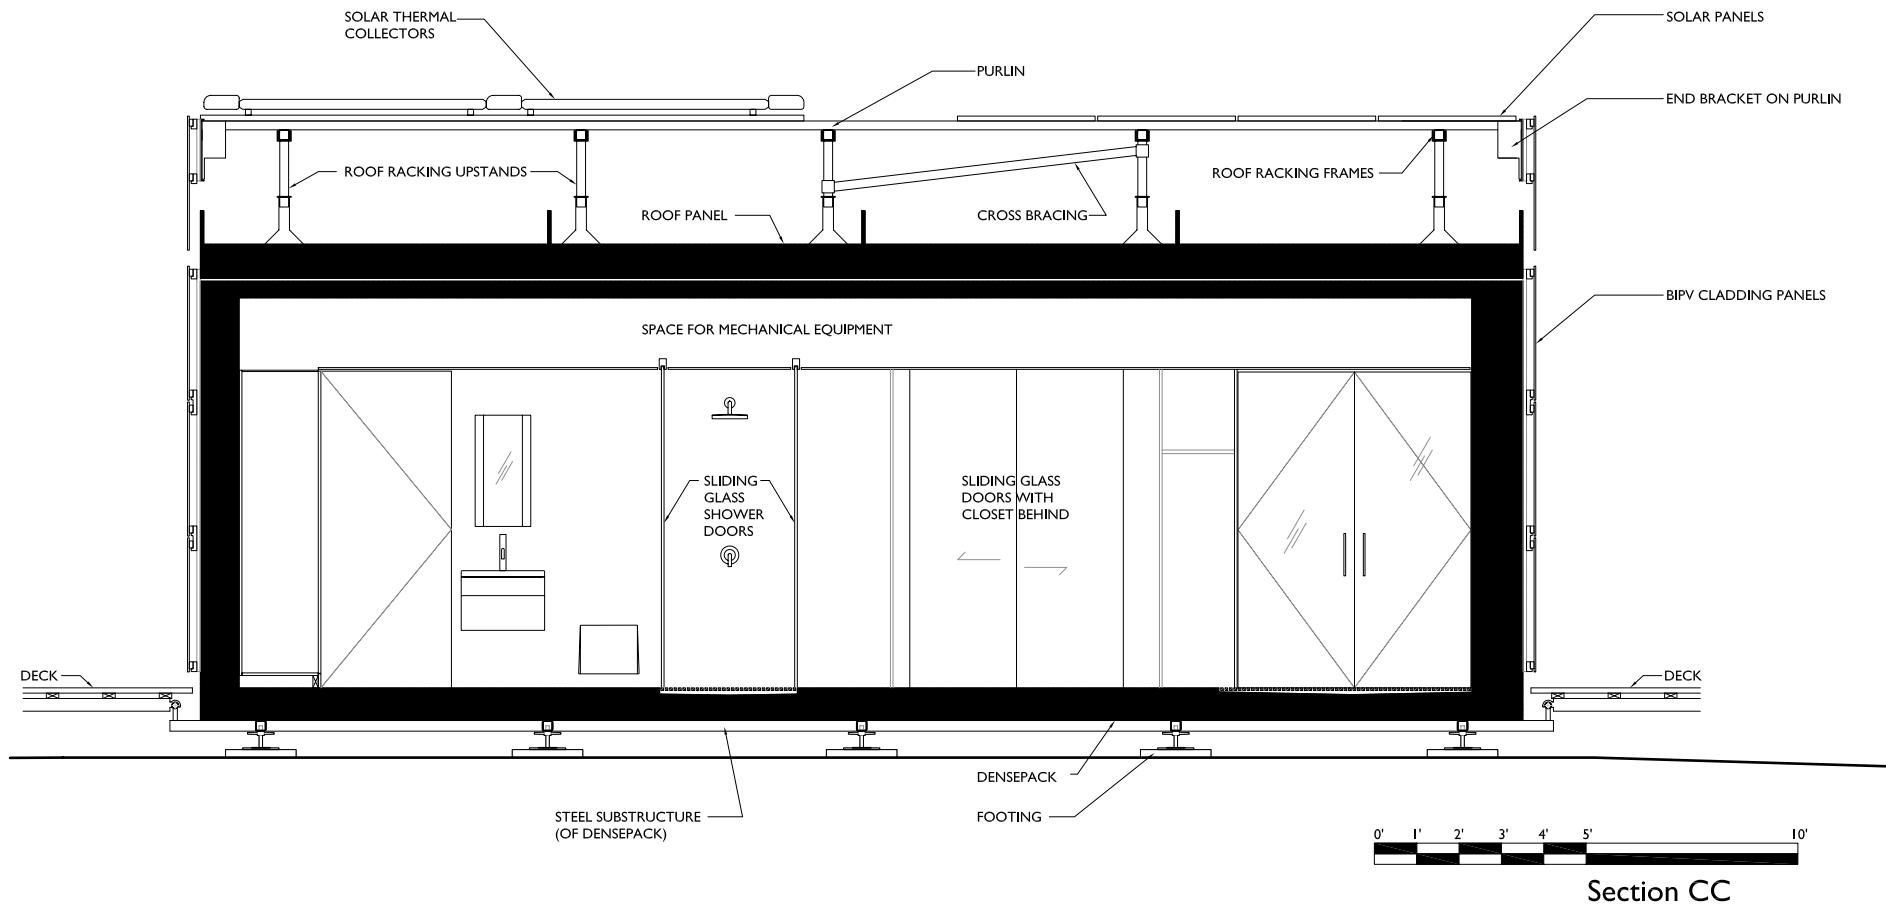 SOLAR THERMAL
COLLECTORS
SOLAR PANELS
PURLIN
END BRACKET ON PURLIN
ROOF RACKING UPSTANDS
ROOF RACKING FRAMES
ROOF PANEL
CROSS BRACING
BIPV CLADDING PANELS
SPACE FOR MECHANICAL EQUIPMENT
SLIDING
GLASS
SHOWER
DOORS
SLIDING GLASS
DOORS WITH
CLOSET BEHIND
DECK
DECK
DENSEPACK
STEEL SUBSTRUCTURE
(OF DENSEPACK)
FOOTING
0' 1' 2' 3' 4' 5' 10'
Section CC